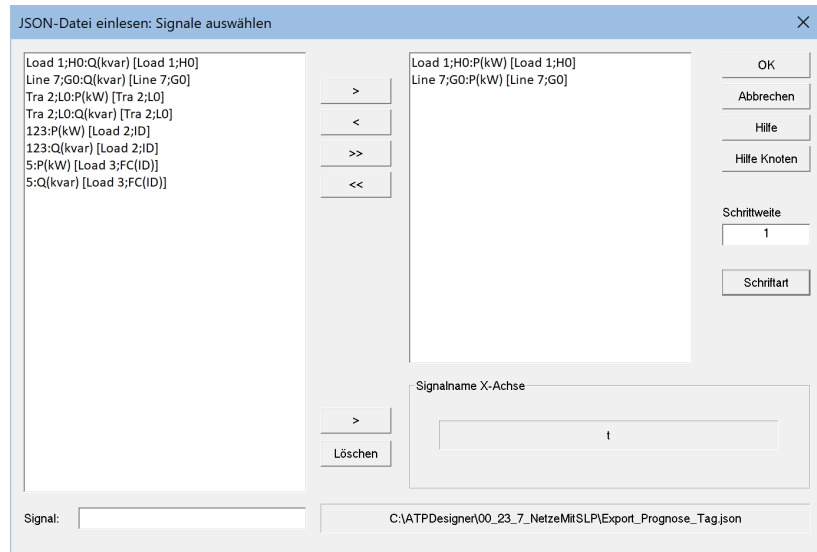 JSON-Datei einlesen: Signale auswählen
Load 1;H0:Q(kvar) [Load 1;H0]
Line 7;G0:Q(kvar) [Line 7;G0]
Tra 2;L0:P(kW) [Tra 2;L0]
Tra 2;L0:Q(kvar) [Tra 2;L0]
123:P(kW) [Load 2;ID]
123:Q(kvar) [Load 2;ID]
5:P(kW) [Load 3;FC(ID)]
5:Q(kvar) [Load 3;FC(ID)]
>
<
>>
<<
>
Löschen
Load 1;H0:P(kW) [Load 1;H0]
Line 7;G0:P(kW) [Line 7;G0]
OK
Abbrechen
Hilfe
Hilfe Knoten
Schrittweite
1
Schriftart
Signalname X-Achse
t
Signal:
C:\ATPDesigner\00_23_7_NetzeMitSLP\Export_Prognose_Tag.json